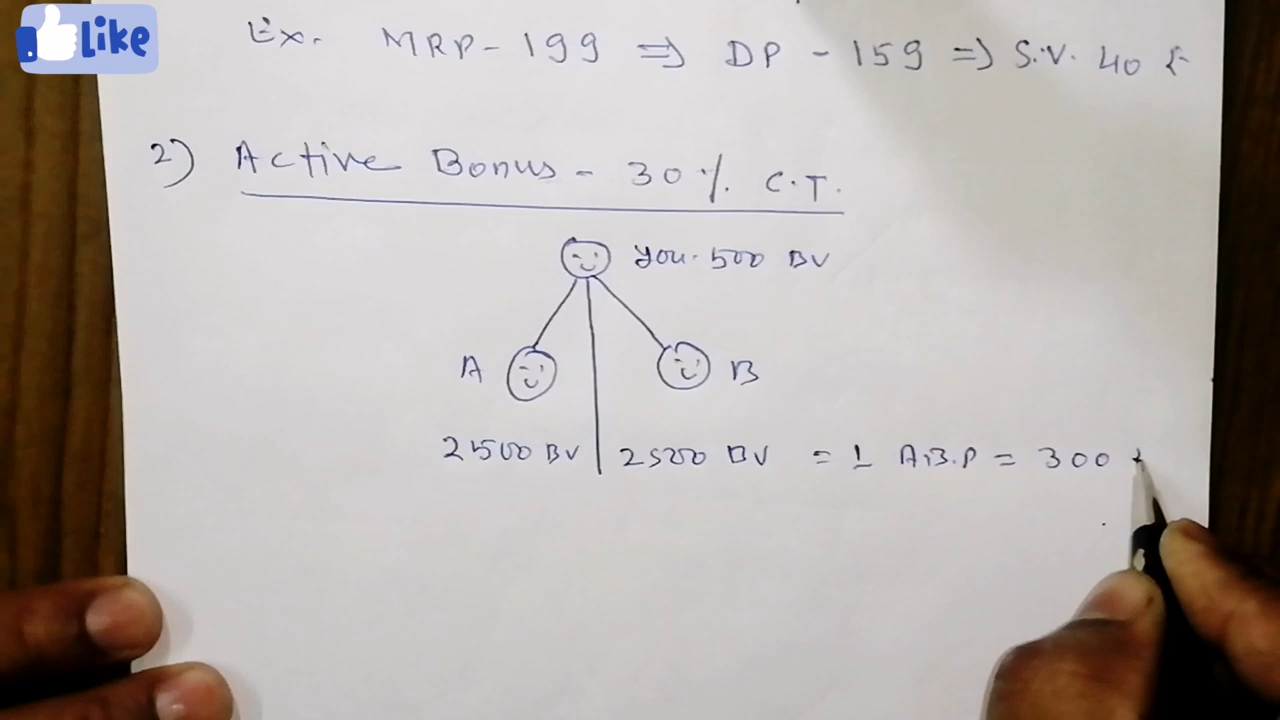 Like
Ex. MRP - 199 => DP - 159 => S.V. 40 ₹
2) Active Bonus - 30% C.T.
You. 500 BV
A B
2500 BV 2500 BV = 1 A.B.P = 300